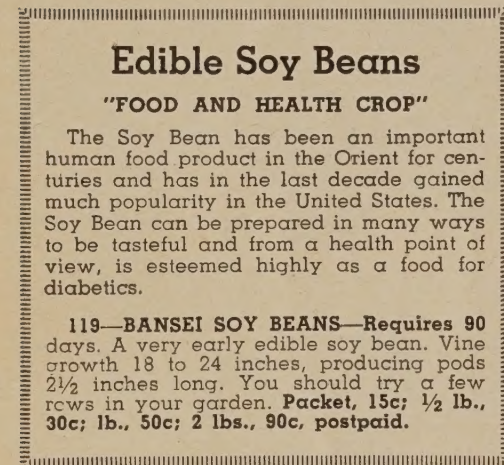 Edible Soy Beans
"FOOD AND HEALTH CROP"
The Soy Bean has been an important
human food product in the Orient for cen-
turies and has in the last decade gained
much popularity in the United States. The
Soy Bean can be prepared in many ways
to be tasteful and from a health point of
view, is esteemed highly as a food for
diabetics.
119—BANSEI SOY BEANS—Requires 90
days. A very early edible soy bean. Vine
growth 18 to 24 inches, producing pods
2½ inches long. You should try a few
rows in your garden. Packet, 15c; ½ lb.,
30c; lb., 50c; 2 lbs., 90c, postpaid.